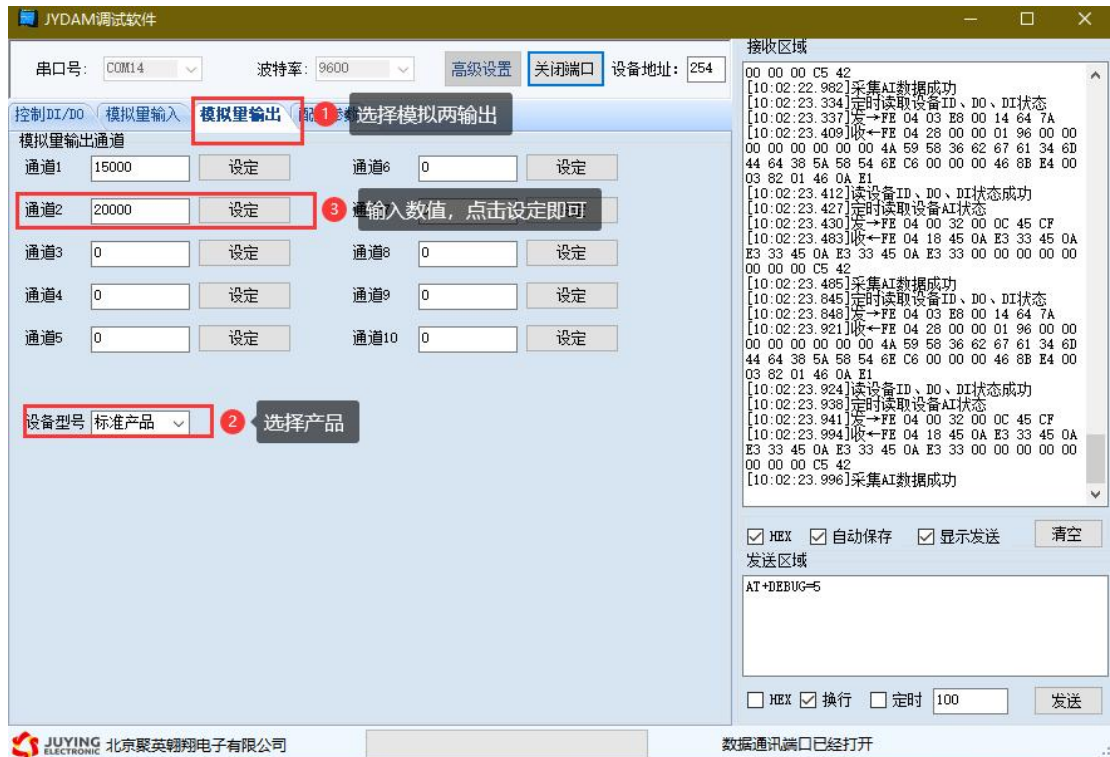 JYDAM调试软件
串口号: COM14 波特率: 9600 高级设置 关闭端口 设备地址: 254
控制DI/DO 模拟量输入 模拟量输出
1 选择模拟两输出
模拟量输出通道
通道1 15000 设定 通道6 0 设定
通道2 20000 设定
3 输入数值，点击设定即可
通道3 0 设定 通道8 0 设定
通道4 0 设定 通道9 0 设定
通道5 0 设定 通道10 0 设定
设备型号 标准产品
2 选择产品
接收区域
00 00 00 C5 42
[10:02:22.982]采集AI数据成功
[10:02:23.334]定时读取设备ID、DO、DI状态
[10:02:23.337]发→FE 04 03 E8 00 14 64 7A
[10:02:23.409]收←FE 04 28 00 00 01 96 00 00
00 00 00 00 00 00 4A 59 58 36 62 67 61 34 6D
44 64 38 5A 58 54 6E C6 00 00 00 46 8B E4 00
03 82 01 46 0A E1
[10:02:23.412]读设备ID、DO、DI状态成功
[10:02:23.427]定时读取设备AI状态
[10:02:23.430]发→FE 04 00 32 00 0C 45 CF
[10:02:23.483]收←FE 04 18 45 0A E3 33 45 0A
E3 33 45 0A E3 33 45 0A E3 33 00 00 00 00 00
00 00 00 C5 42
[10:02:23.485]采集AI数据成功
[10:02:23.845]定时读取设备ID、DO、DI状态
[10:02:23.848]发→FE 04 03 E8 00 14 64 7A
[10:02:23.921]收←FE 04 28 00 00 01 96 00 00
00 00 00 00 00 00 4A 59 58 36 62 67 61 34 6D
44 64 38 5A 58 54 6E C6 00 00 00 46 8B E4 00
03 82 01 46 0A E1
[10:02:23.924]读设备ID、DO、DI状态成功
[10:02:23.938]定时读取设备AI状态
[10:02:23.941]发→FE 04 00 32 00 0C 45 CF
[10:02:23.994]收←FE 04 18 45 0A E3 33 45 0A
E3 33 45 0A E3 33 45 0A E3 33 00 00 00 00 00
00 00 00 C5 42
[10:02:23.996]采集AI数据成功
HEX 自动保存 显示发送 清空
发送区域
AT+DEBUG=5
HEX 换行 定时 100 发送
JUYING ELECTRONIC 北京聚英翱翔电子有限公司
数据通讯端口已经打开